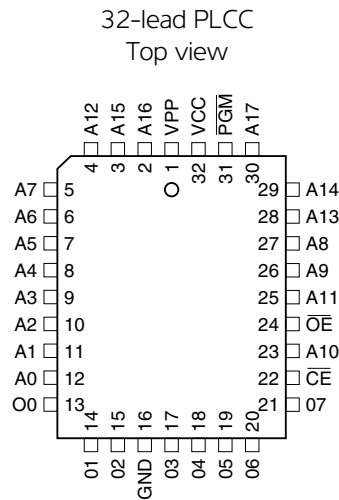 32-lead PLCC
Top view
A12 A15 A16 VPP VCC PGM A17
4 3 2 1 32 31 30
A7 5 29 A14
A6 6 28 A13
A5 7 27 A8
A4 8 26 A9
A3 9 25 A11
A2 10 24 OE
A1 11 23 A10
A0 12 22 CE
O0 13 21 07
14 15 16 17 18 19 20
01 02 GND 03 04 05 06